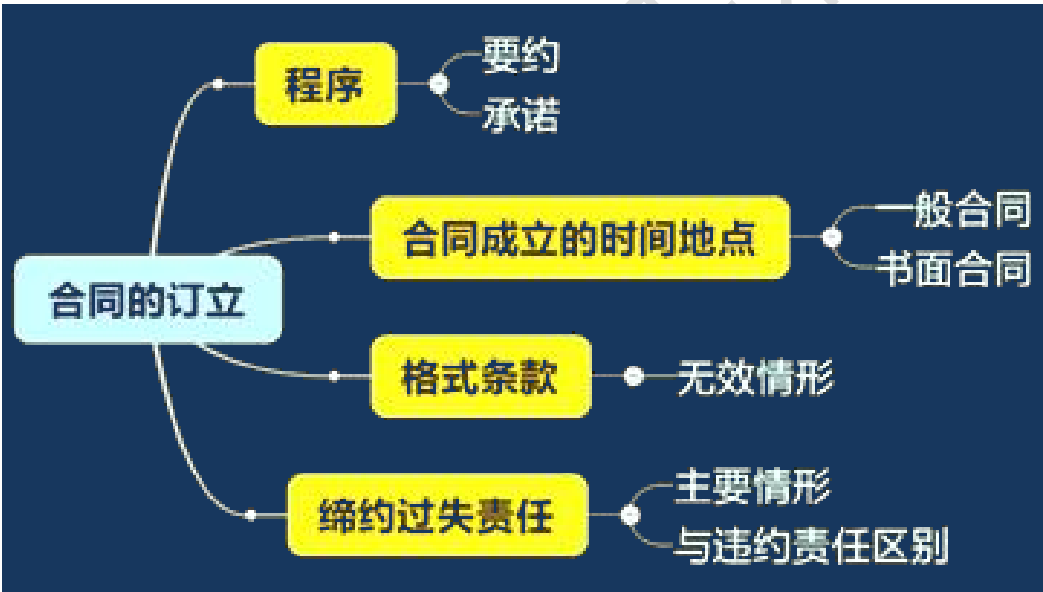 程序
要约
承诺
合同成立的时间地点
一般合同
书面合同
合同的订立
格式条款
无效情形
缔约过失责任
主要情形
与违约责任区别